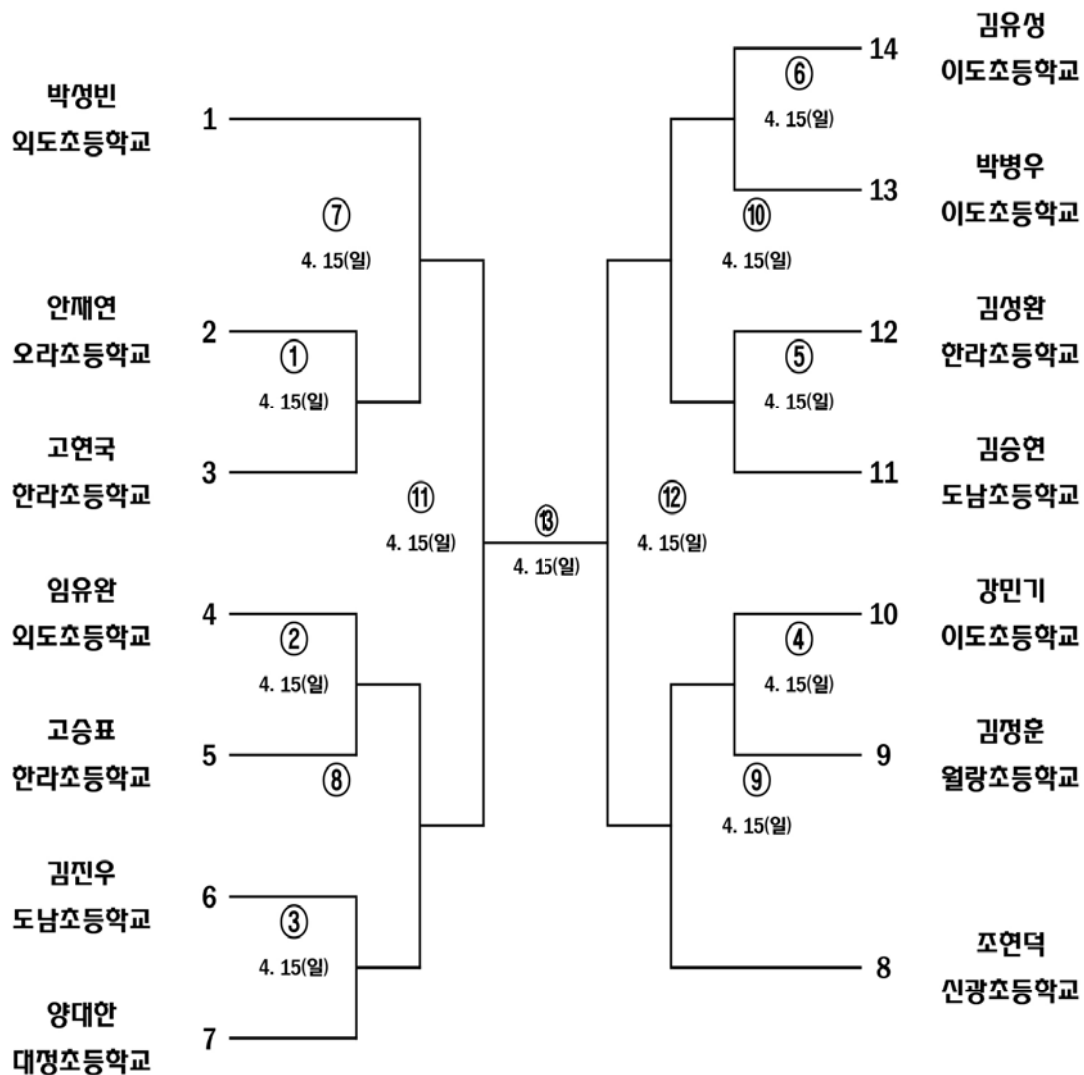 박성빈
외도초등학교
1
⑦
4. 15(일)
안재연
오라초등학교
2
①
4. 15(일)
고현국
한라초등학교
3
⑪
4. 15(일)
임유완
외도초등학교
4
②
4. 15(일)
고승표
한라초등학교
5
⑧
김진우
도남초등학교
6
③
4. 15(일)
양대한
대정초등학교
7
⑬
4. 15(일)
14
김유성
이도초등학교
⑥
4. 15(일)
13
박병우
이도초등학교
⑩
4. 15(일)
12
김성환
한라초등학교
⑤
4. 15(일)
11
김승현
도남초등학교
⑫
4. 15(일)
10
강민기
이도초등학교
④
4. 15(일)
9
김정훈
월랑초등학교
⑨
4. 15(일)
8
조현덕
신광초등학교